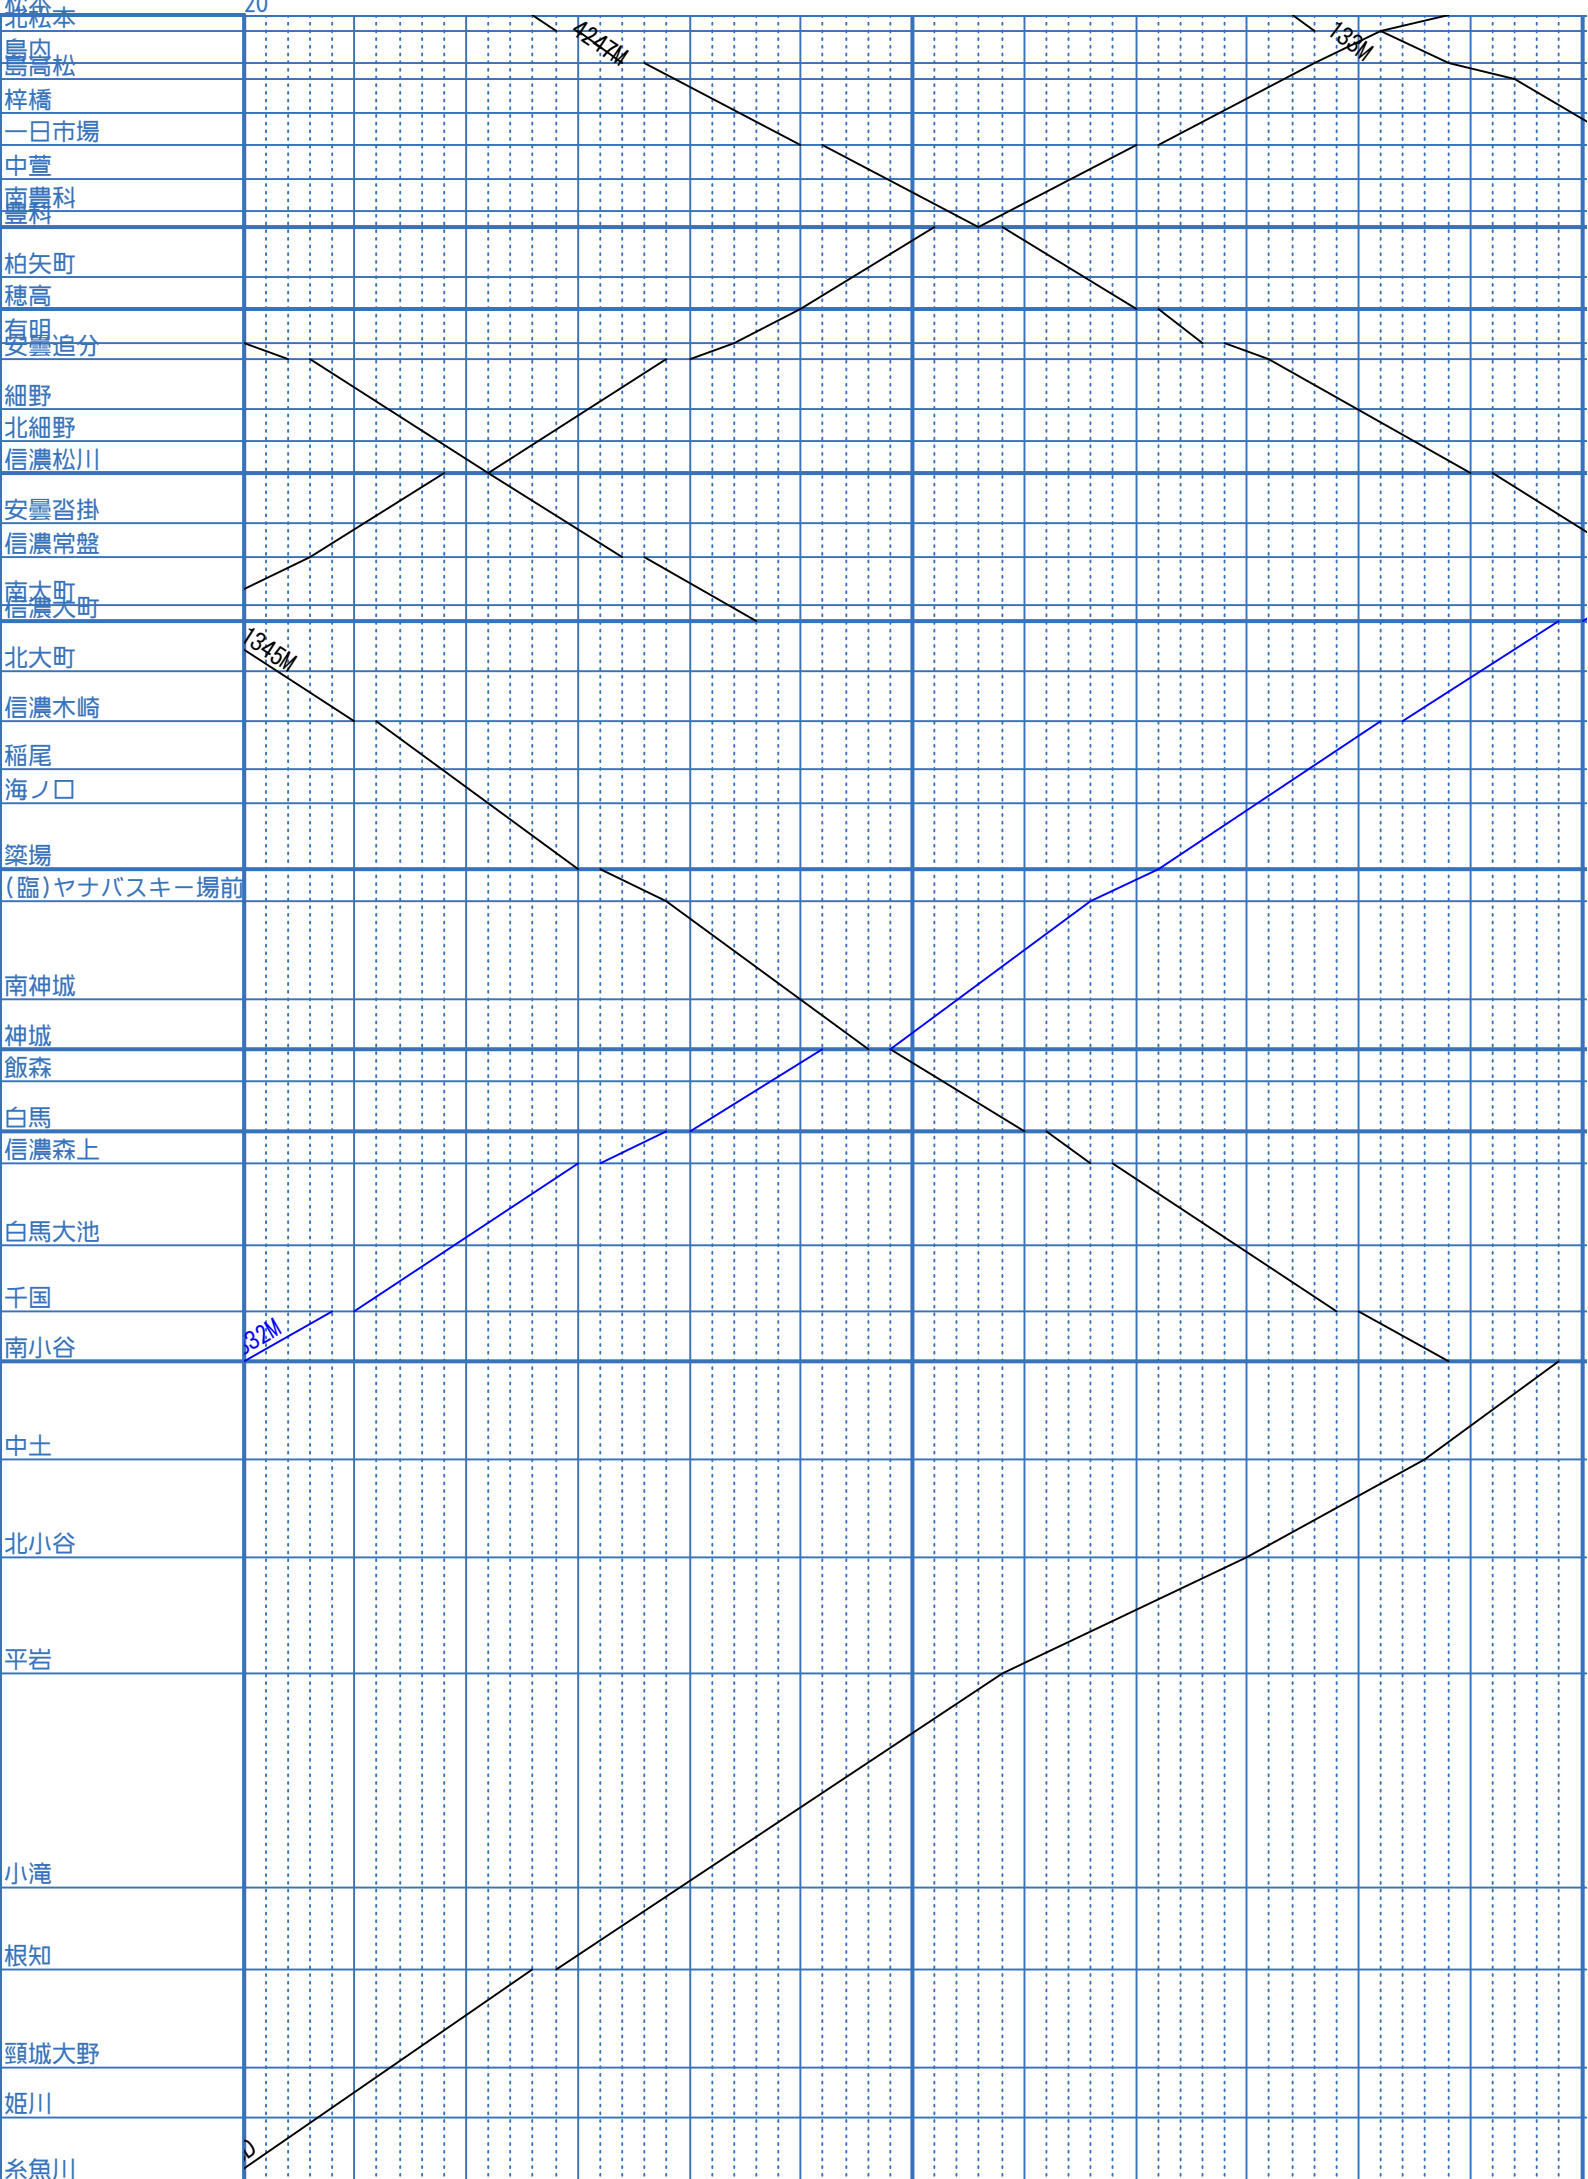 松本
20
北松本
島内
島高松
梓橋
一日市場
中萱
南豊科
豊科
柏矢町
穂高
有明
安曇追分
細野
北細野
信濃松川
安曇沓掛
信濃常盤
南大町
信濃大町
北大町
信濃木崎
稲尾
海ノ口
簗場
(臨)ヤナバスキー場前
南神城
神城
飯森
白馬
信濃森上
白馬大池
千国
南小谷
中土
北小谷
平岩
小滝
根知
頸城大野
姫川
糸魚川
4247M
133M
1345M
332M
D